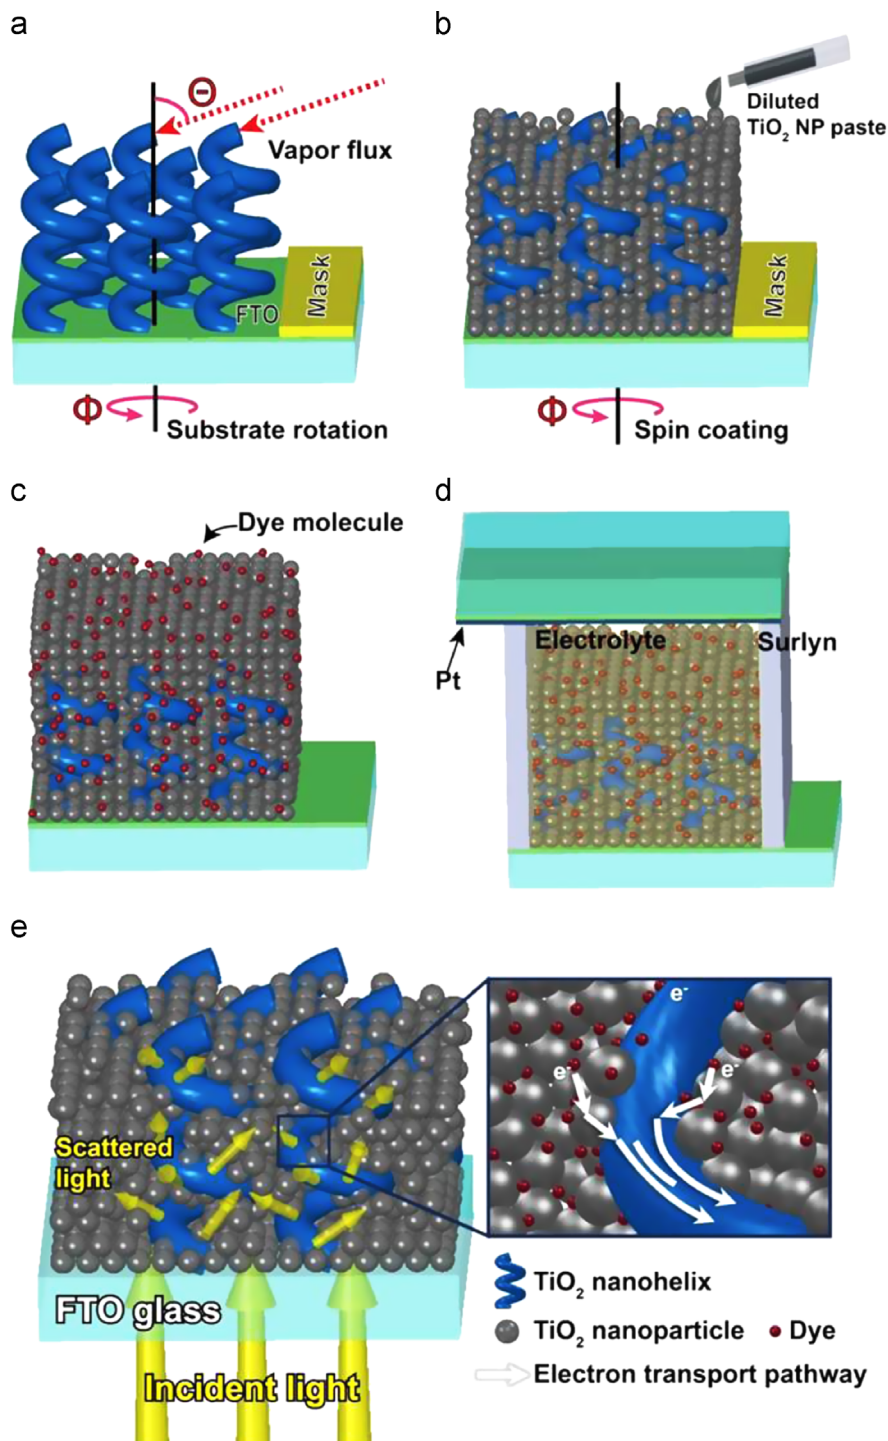 a
Θ
Vapor flux
FTO
Mask
Φ
Substrate rotation
b
Diluted
TiO₂ NP paste
Mask
Φ
Spin coating
c
Dye molecule
d
Electrolyte
Surlyn
Pt
e
Scattered
light
FTO glass
Incident light
e⁻
e⁻
e⁻
TiO₂ nanohelix
TiO₂ nanoparticle
Dye
Electron transport pathway